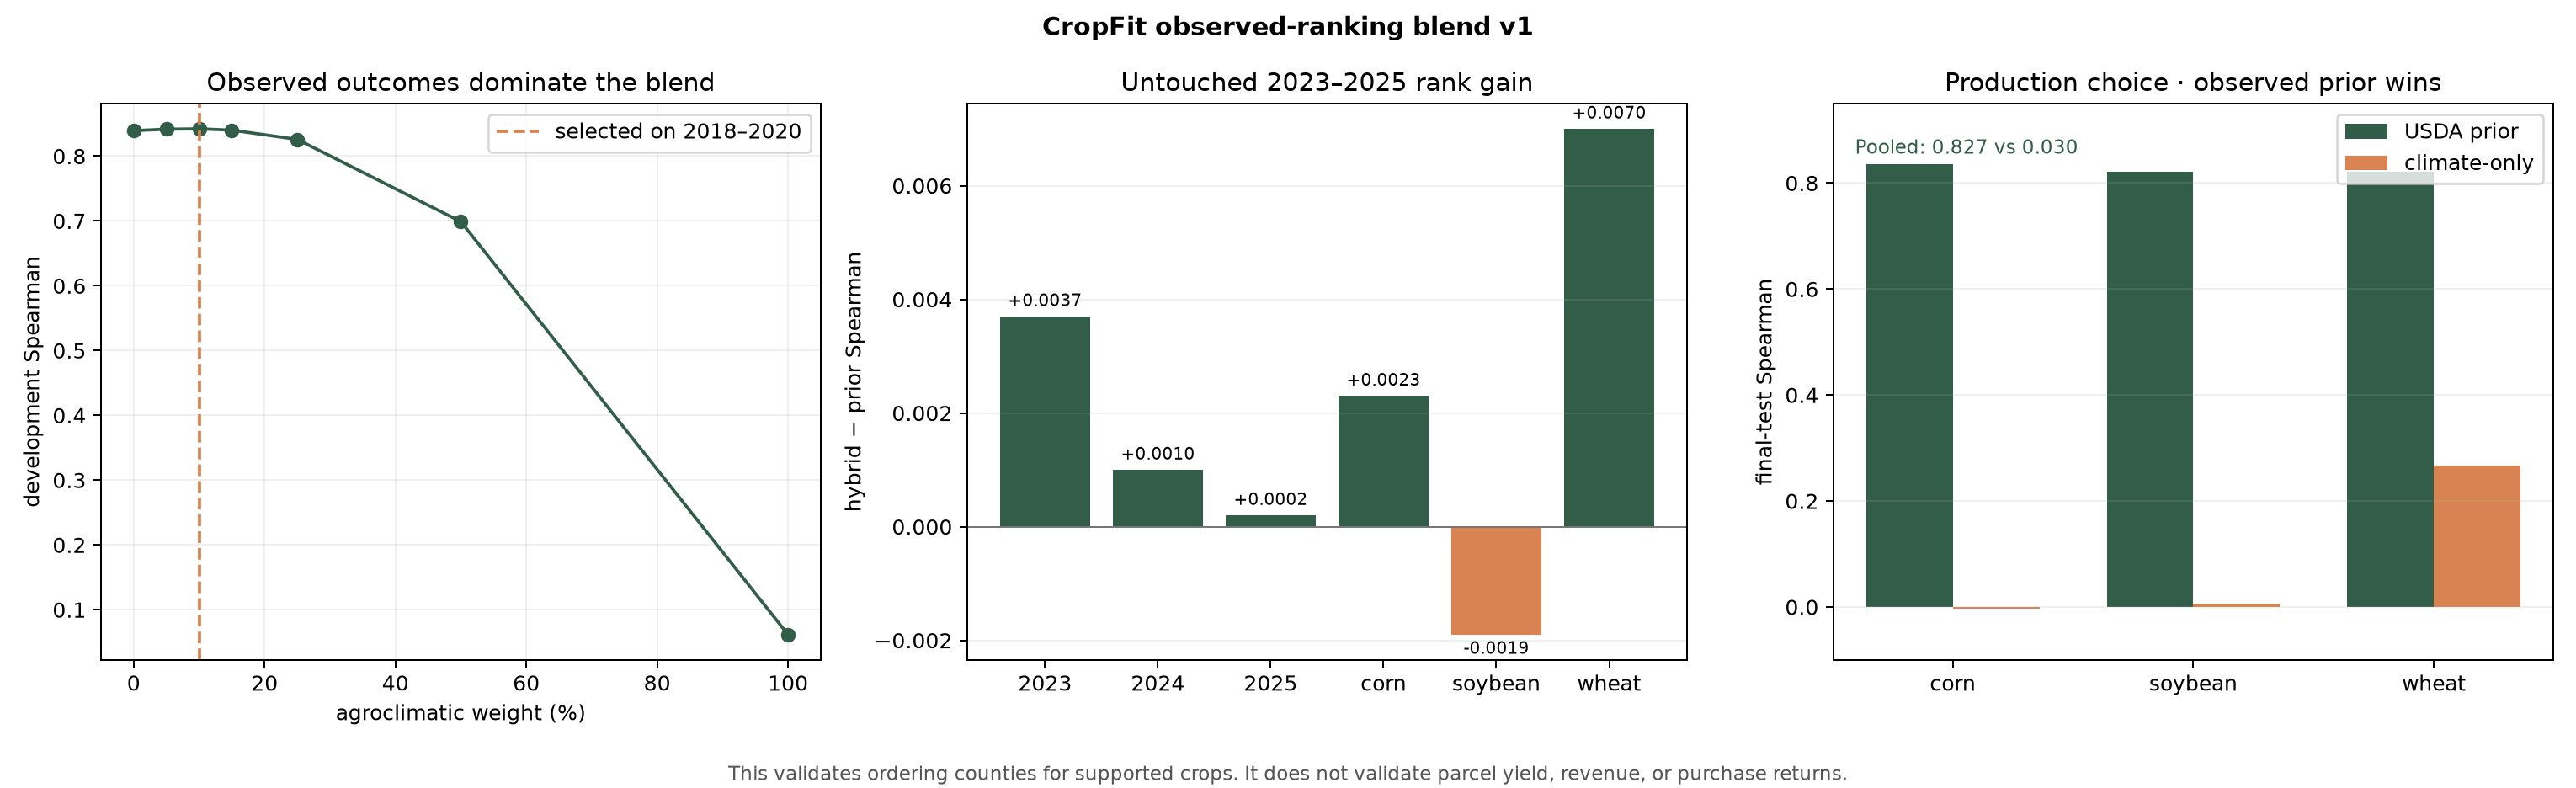 CropFit observed-ranking blend v1
Observed outcomes dominate the blend
selected on 2018–2020
development Spearman
0.8
0.7
0.6
0.5
0.4
0.3
0.2
0.1
0
20
40
60
80
100
agroclimatic weight (%)
Untouched 2023–2025 rank gain
hybrid − prior Spearman
0.006
0.004
0.002
0.000
−0.002
+0.0037
+0.0010
+0.0002
+0.0023
-0.0019
+0.0070
2023
2024
2025
corn
soybean
wheat
Production choice · observed prior wins
USDA prior
climate-only
Pooled: 0.827 vs 0.030
final-test Spearman
0.8
0.6
0.4
0.2
0.0
corn
soybean
wheat
This validates ordering counties for supported crops. It does not validate parcel yield, revenue, or purchase returns.